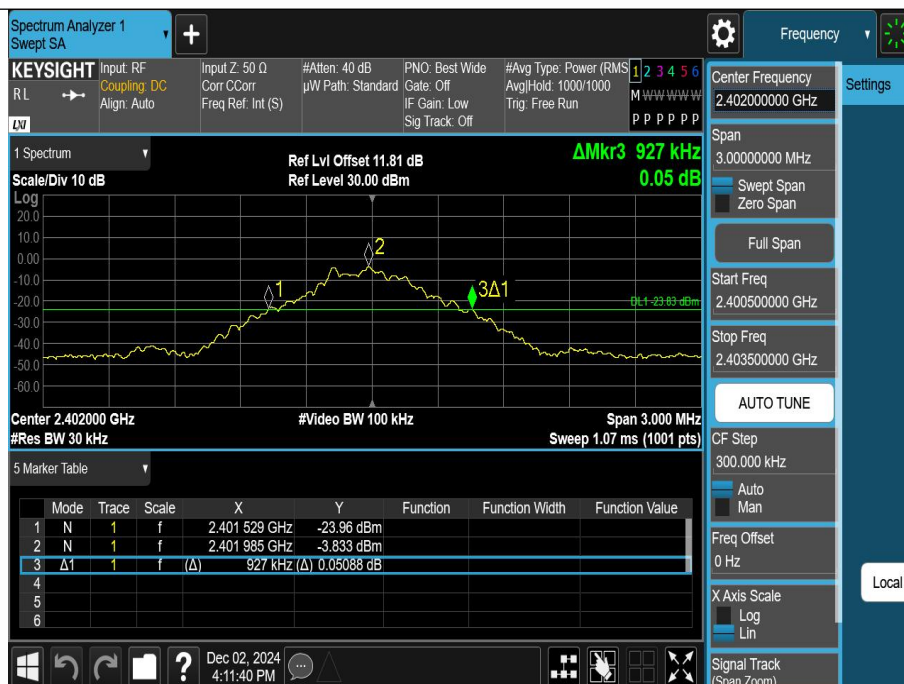 Spectrum Analyzer 1
Swept SA
+
Frequency
KEYSIGHT
R L
LXI
Input: RF
Coupling: DC
Align: Auto
Input Z: 50 Ω
Corr CCorr
Freq Ref: Int (S)
#Atten: 40 dB
µW Path: Standard
PNO: Best Wide
Gate: Off
IF Gain: Low
Sig Track: Off
#Avg Type: Power (RMS
Avg|Hold: 1000/1000
Trig: Free Run
1 2 3 4 5 6
M W W W W W
P P P P P P
1 Spectrum
Scale/Div 10 dB
Log
Ref Lvl Offset 11.81 dB
Ref Level 30.00 dBm
ΔMkr3 927 kHz
0.05 dB
20.0
10.0
0.00
-10.0
-20.0
-30.0
-40.0
-50.0
-60.0
1
2
3Δ1
DL1 -23.83 dBm
Center 2.402000 GHz
#Res BW 30 kHz
#Video BW 100 kHz
Span 3.000 MHz
Sweep 1.07 ms (1001 pts)
5 Marker Table
Mode Trace Scale X Y Function Function Width Function Value
1 N 1 f 2.401 529 GHz -23.96 dBm
2 N 1 f 2.401 985 GHz -3.833 dBm
3 Δ1 1 f (Δ) 927 kHz (Δ) 0.05088 dB
4
5
6
?
Dec 02, 2024
4:11:40 PM
Center Frequency
2.402000000 GHz
Span
3.00000000 MHz
Swept Span
Zero Span
Full Span
Start Freq
2.400500000 GHz
Stop Freq
2.403500000 GHz
AUTO TUNE
CF Step
300.000 kHz
Auto
Man
Freq Offset
0 Hz
X Axis Scale
Log
Lin
Signal Track
(Span Zoom)
Settings
Local